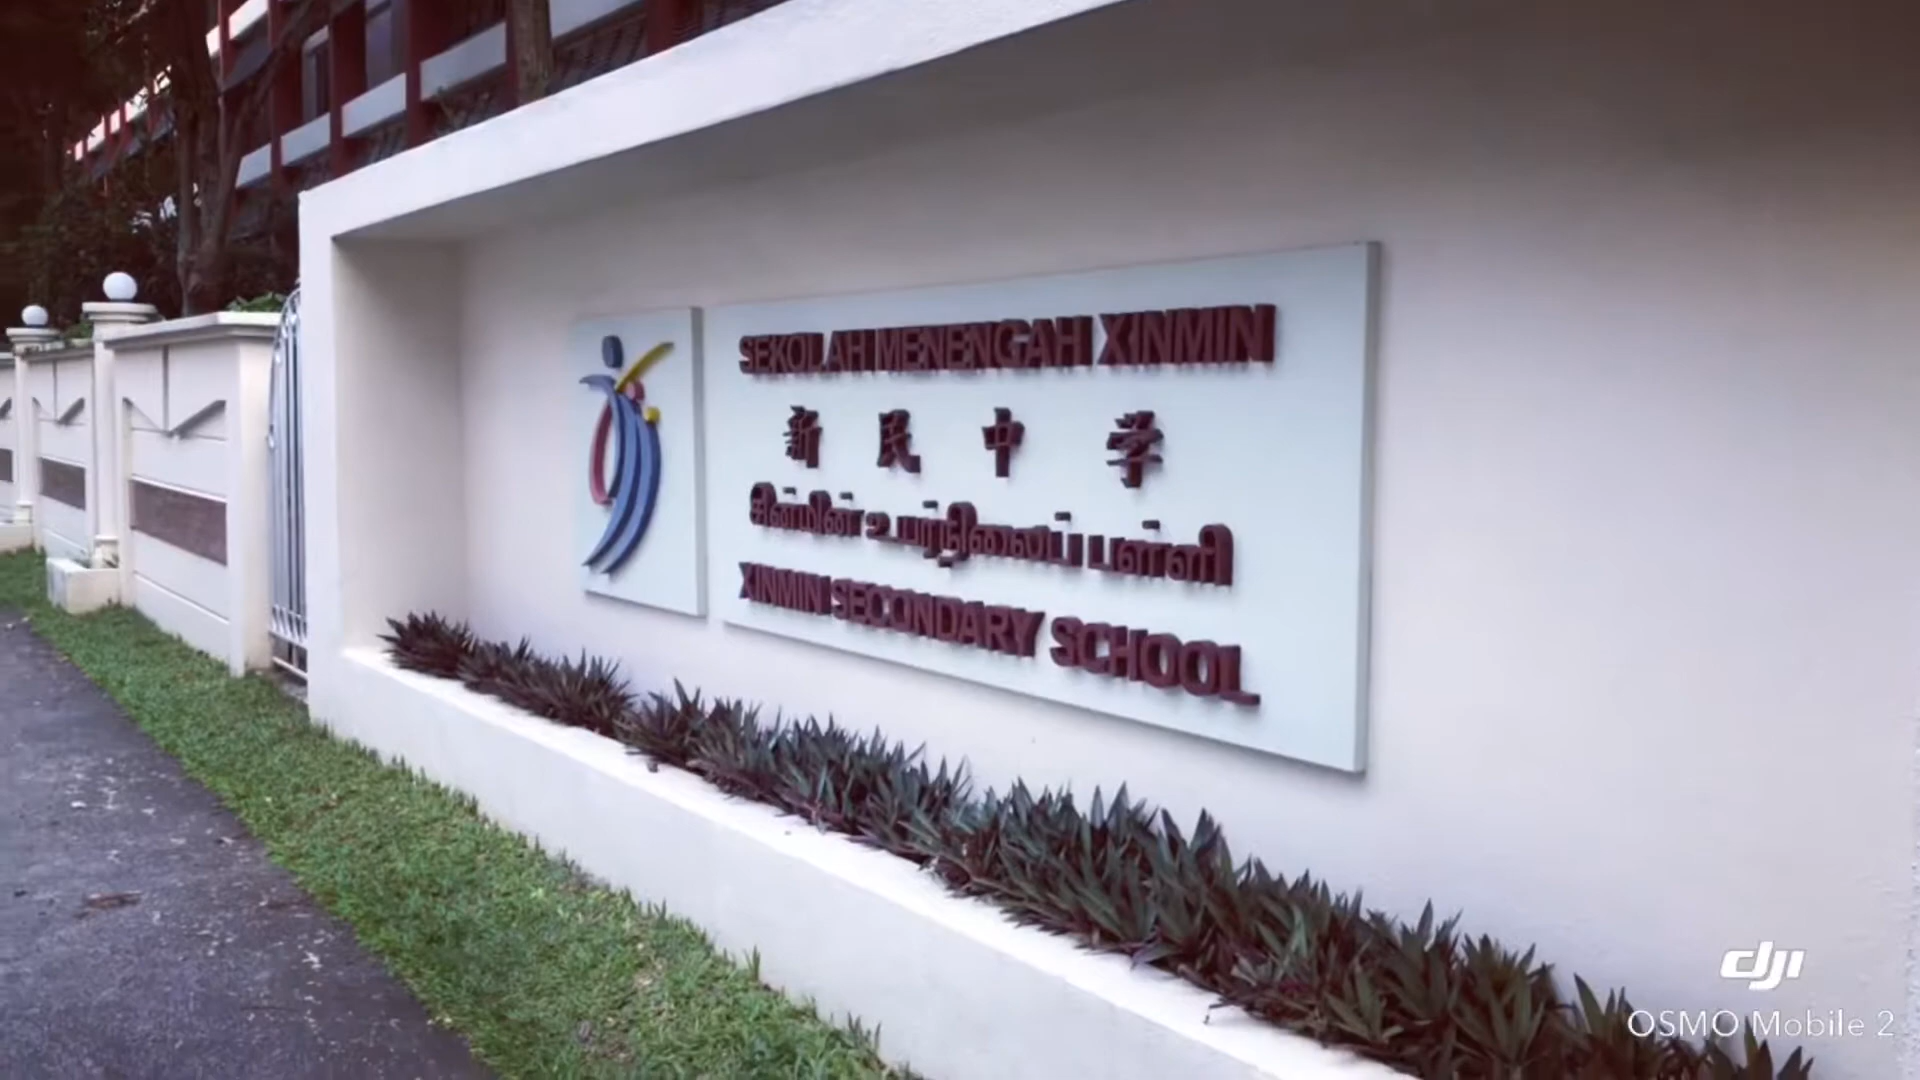 SEKOLAH MENENGAH XINMIN
新民中学
சின்மின் உயர்நிலைப் பள்ளி
XINMIN SECONDARY SCHOOL
dji
OSMO Mobile 2